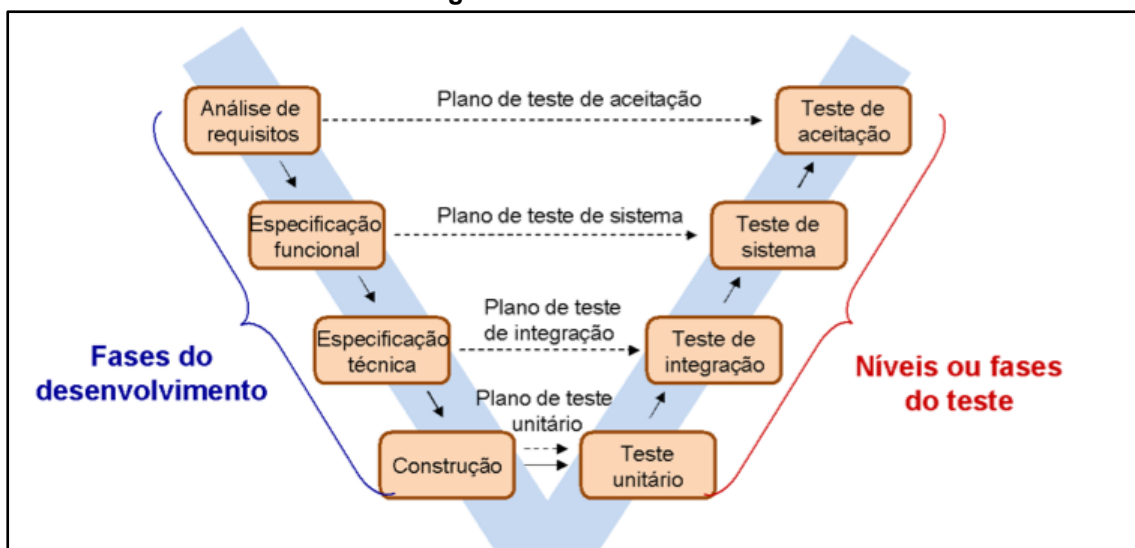 Análise de
requisitos
Plano de teste de aceitação
Teste de
aceitação
Especificação
funcional
Plano de teste de sistema
Teste de
sistema
Especificação
técnica
Plano de teste
de integração
Teste de
integração
Fases do
desenvolvimento
Níveis ou fases
do teste
Construção
Plano de teste
unitário
Teste
unitário